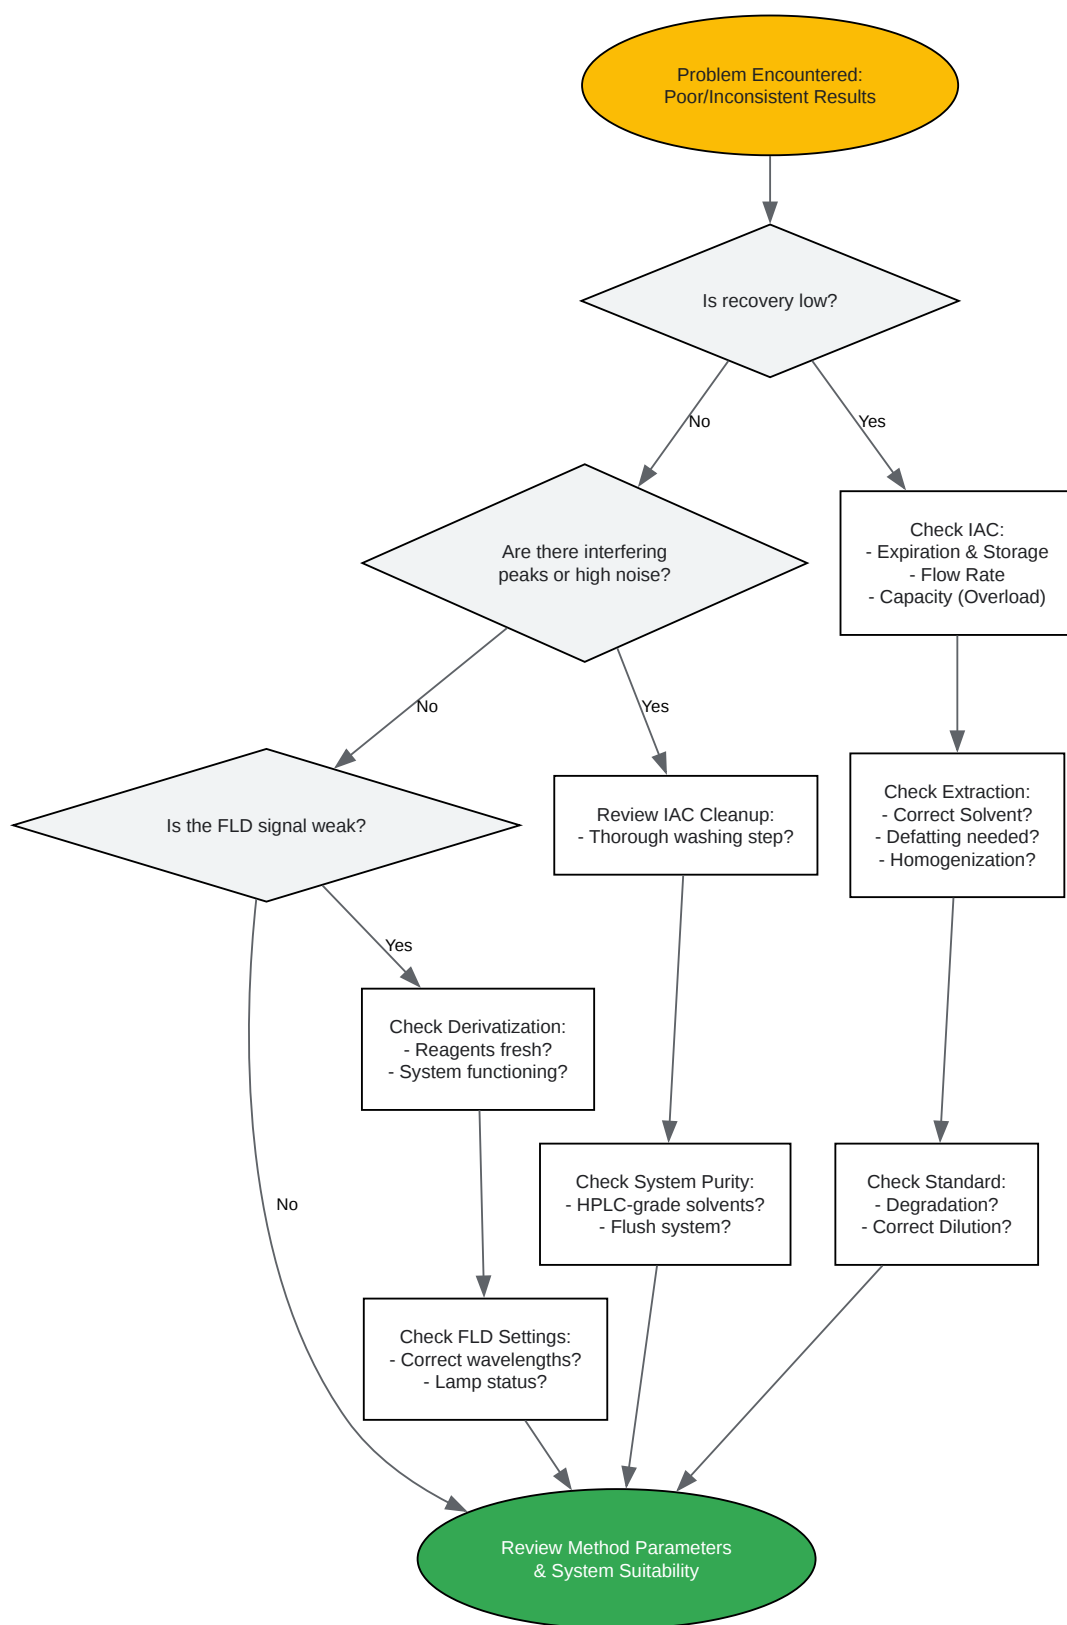 Problem Encountered:
Poor/Inconsistent Results
Is recovery low?
No
Yes
Are there interfering
peaks or high noise?
Check IAC:
- Expiration & Storage
- Flow Rate
- Capacity (Overload)
No
Yes
Is the FLD signal weak?
Review IAC Cleanup:
- Thorough washing step?
Check Extraction:
- Correct Solvent?
- Defatting needed?
- Homogenization?
Yes
Check Derivatization:
- Reagents fresh?
- System functioning?
No
Check System Purity:
- HPLC-grade solvents?
- Flush system?
Check Standard:
- Degradation?
- Correct Dilution?
Check FLD Settings:
- Correct wavelengths?
- Lamp status?
Review Method Parameters
& System Suitability